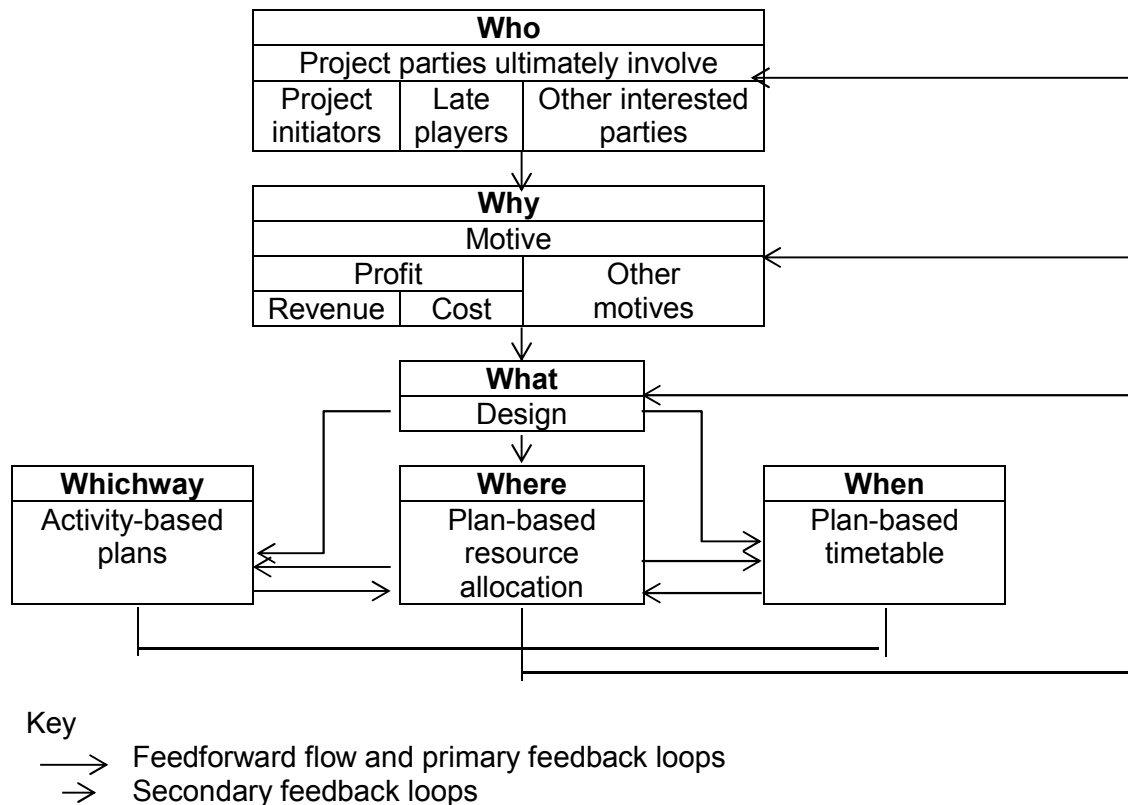 Who
Project parties ultimately involve
Project initiators
Late players
Other interested parties
Why
Motive
Profit
Other motives
Revenue
Cost
What
Design
Whichway
Activity-based
plans
Where
Plan-based
resource
allocation
When
Plan-based
timetable
Key
Feedforward flow and primary feedback loops
Secondary feedback loops